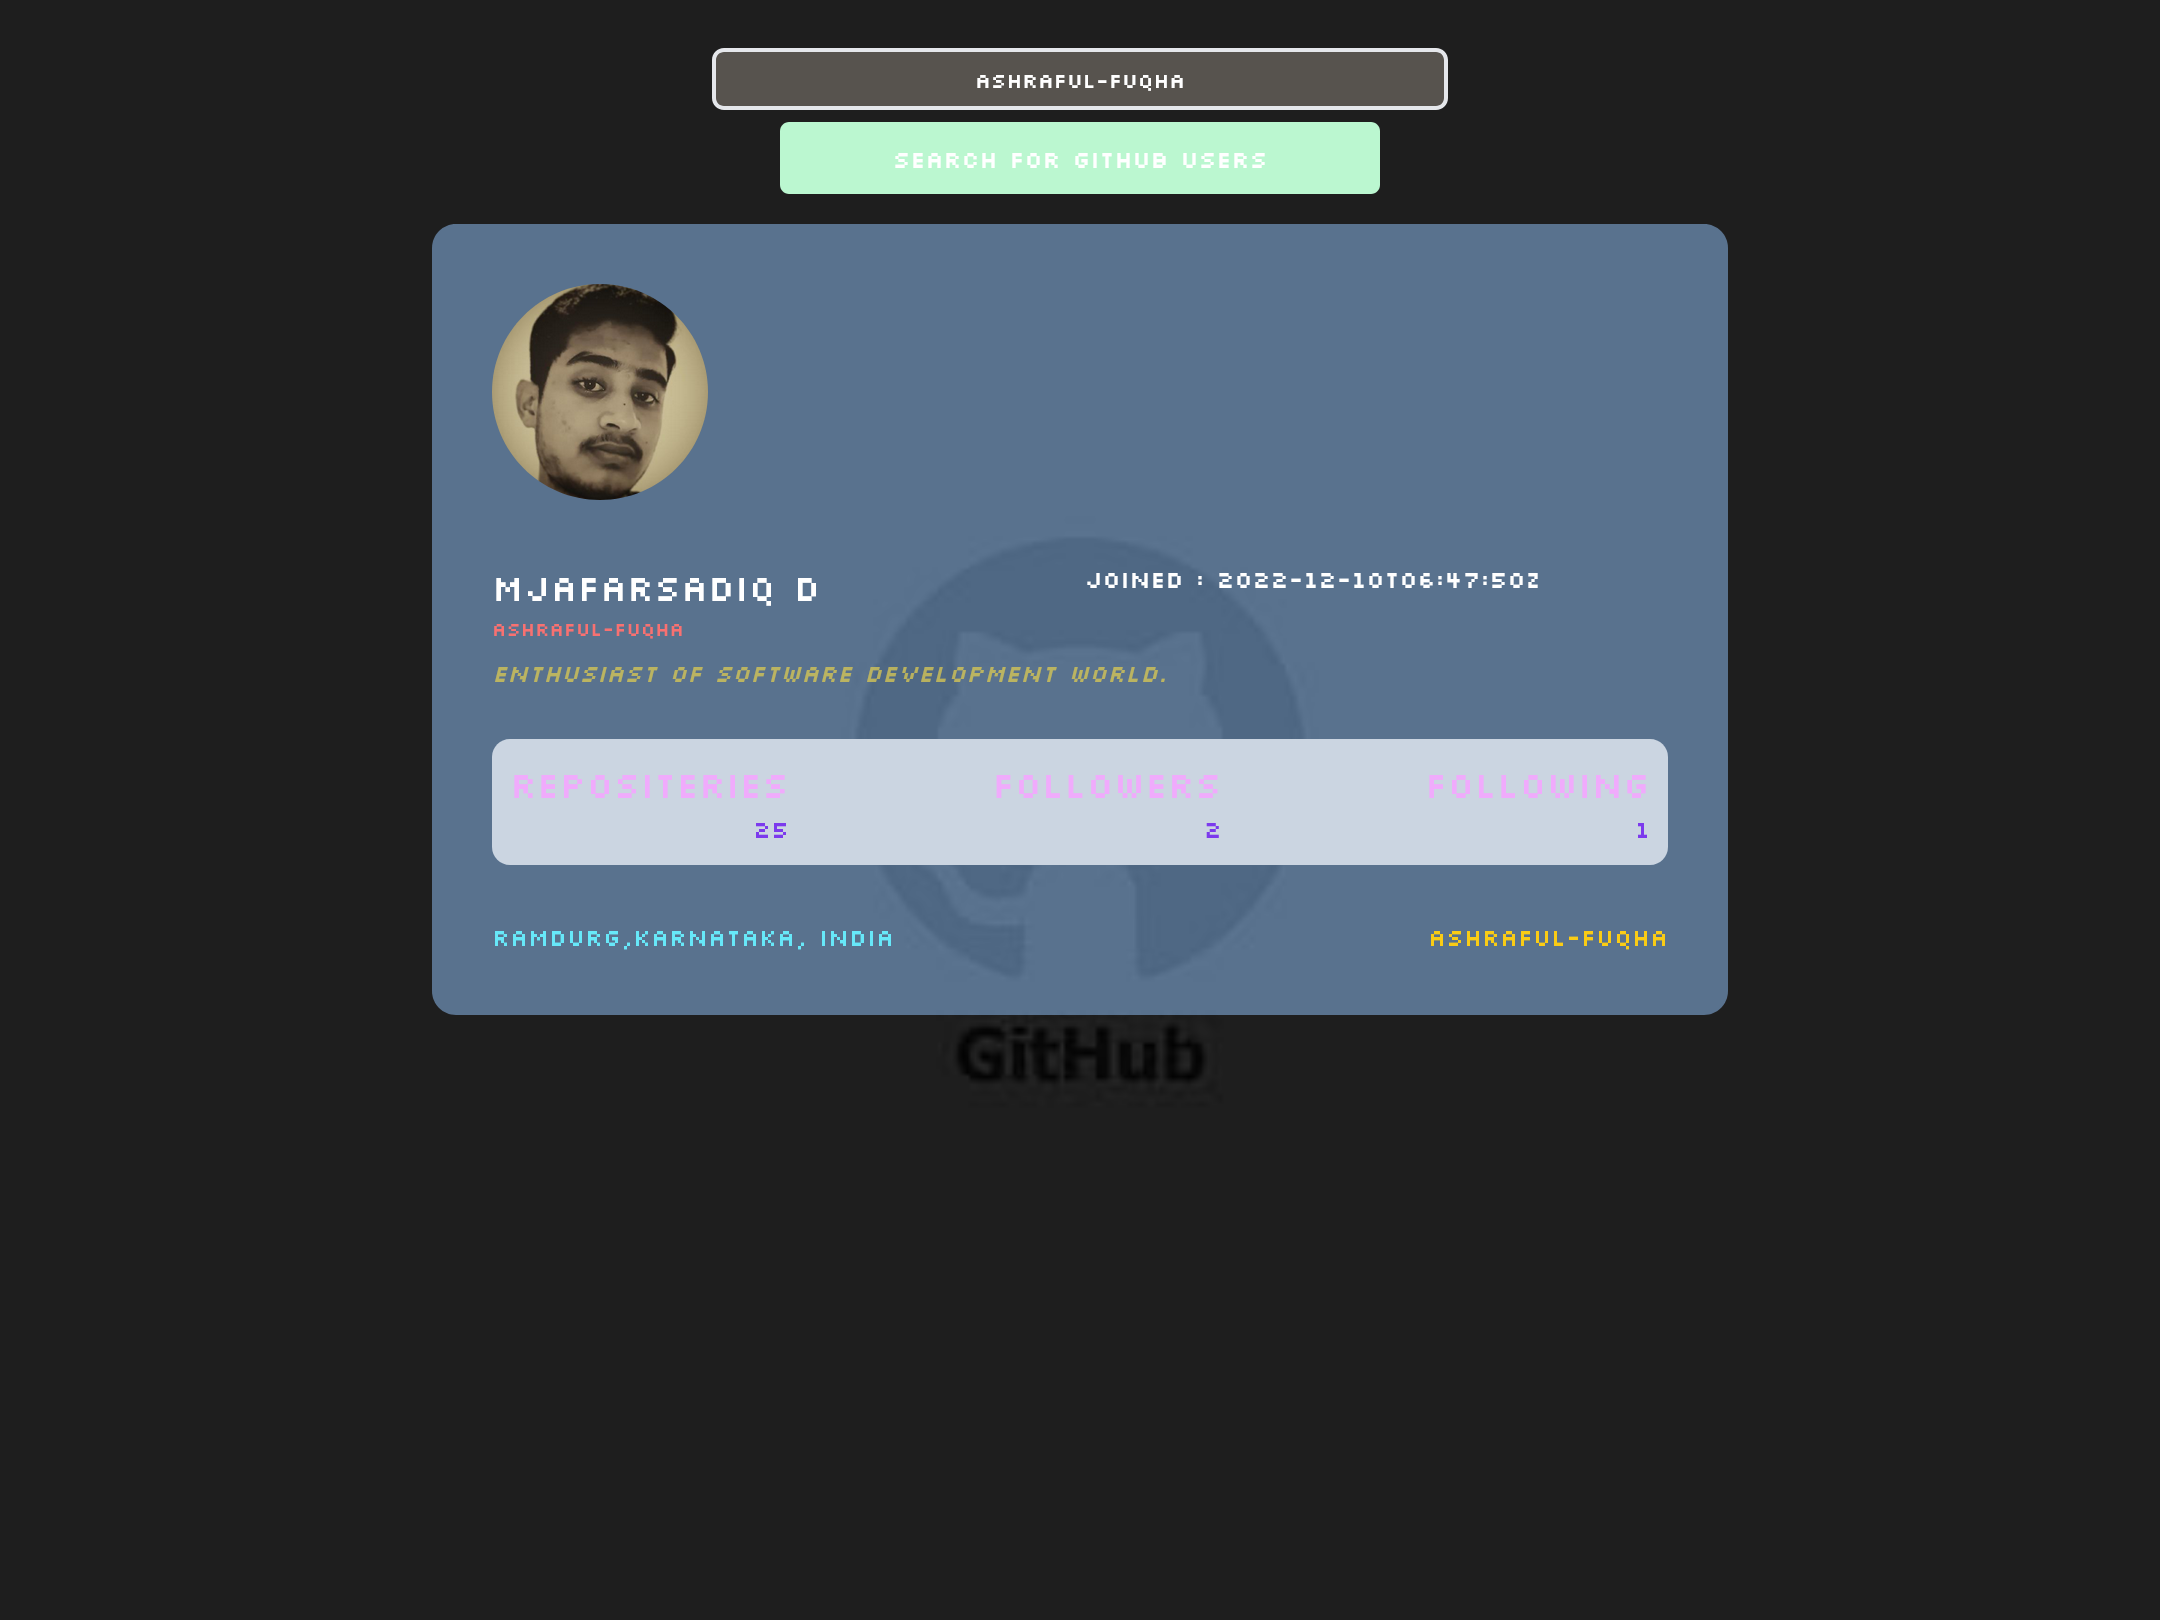 ASHRAFUL-FUQHA
SEARCH FOR GITHUB USERS
MJAFARSADIQ D
JOINED : 2022-12-10T06:47:50Z
ASHRAFUL-FUQHA
ENTHUSIAST OF SOFTWARE DEVELOPMENT WORLD.
REPOSITERIES FOLLOWERS FOLLOWING
25 2 1
RAMDURG,KARNATAKA, INDIA ASHRAFUL-FUQHA
GitHub